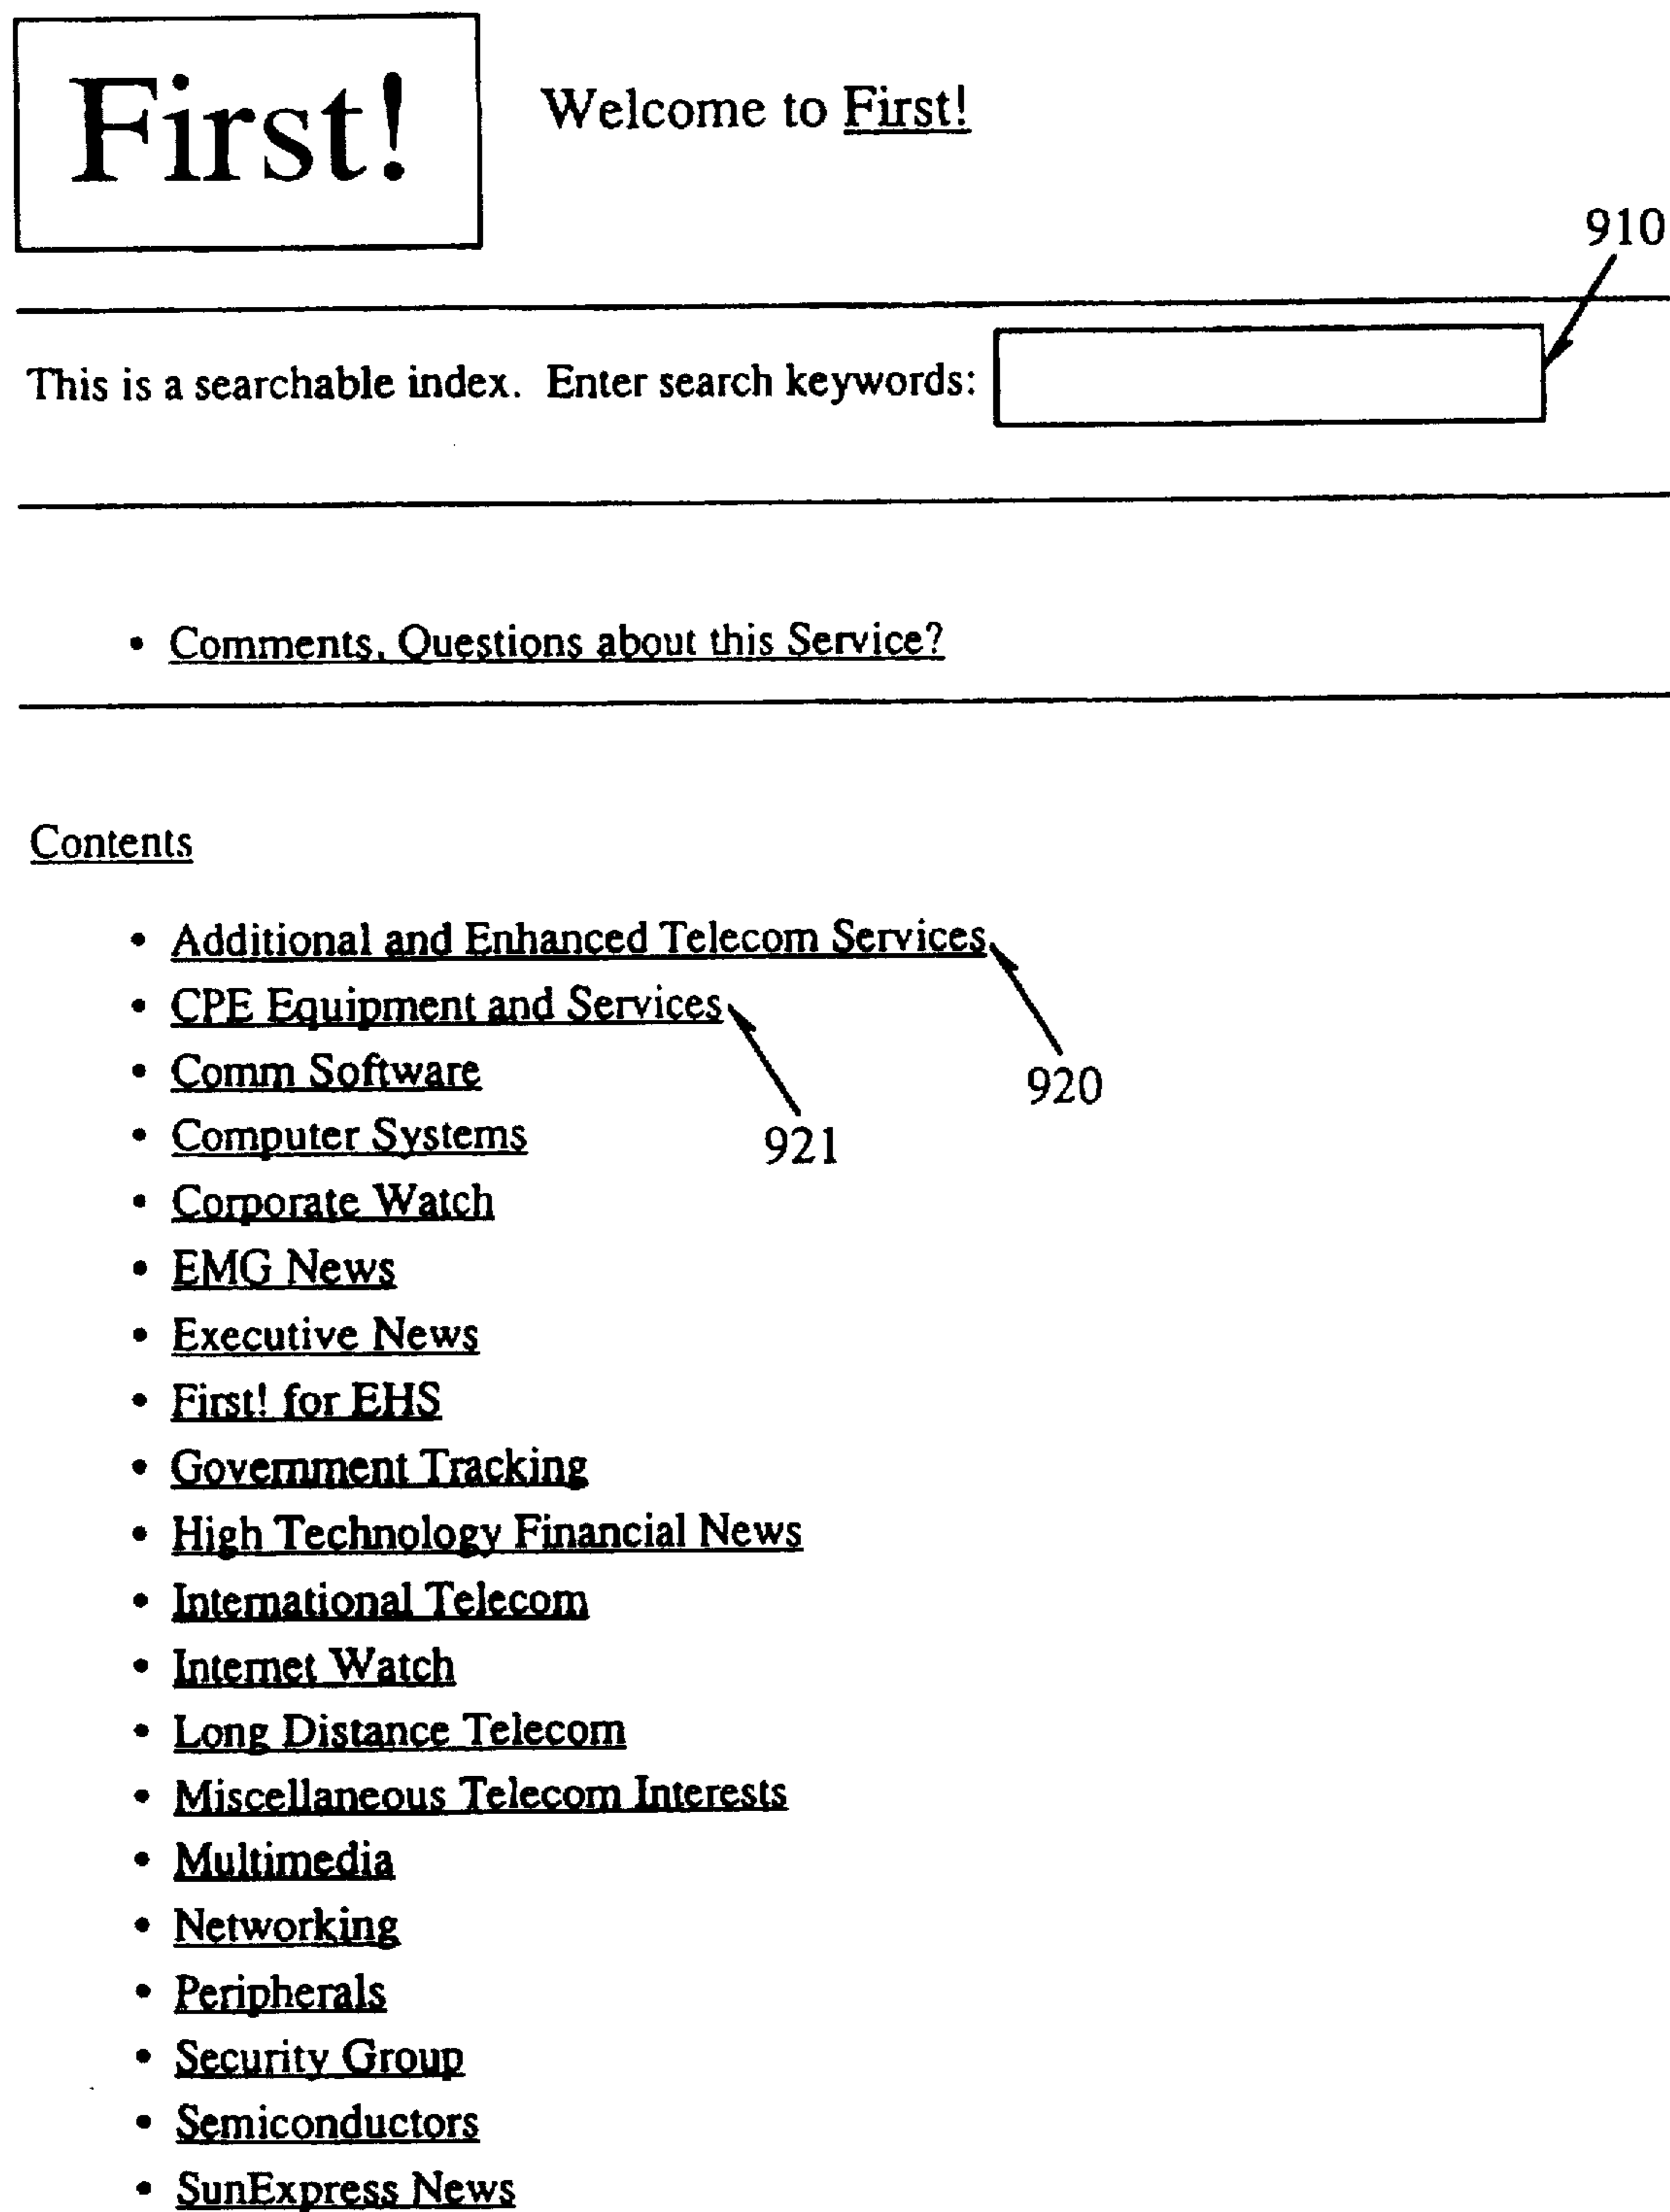 First!
Welcome to First!
910
This is a searchable index. Enter search keywords:
• Comments, Questions about this Service?
Contents
• Additional and Enhanced Telecom Services
• CPE Equipment and Services
920
• Comm Software
• Computer Systems
921
• Corporate Watch
• EMG News
• Executive News
• First! for EHS
• Government Tracking
• High Technology Financial News
• International Telecom
• Internet Watch
• Long Distance Telecom
• Miscellaneous Telecom Interests
• Multimedia
• Networking
• Peripherals
• Security Group
• Semiconductors
• SunExpress News